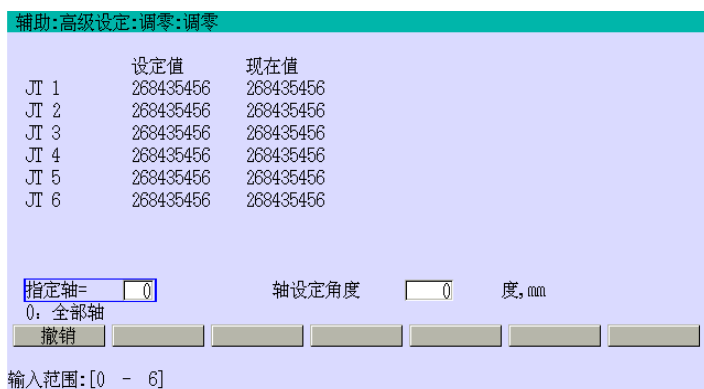 辅助:高级设定:调零:调零
设定值 现在值
JT 1 268435456 268435456
JT 2 268435456 268435456
JT 3 268435456 268435456
JT 4 268435456 268435456
JT 5 268435456 268435456
JT 6 268435456 268435456
指定轴= 0 轴设定角度 0 度,mm
0: 全部轴
撤销
输入范围:[0 - 6]